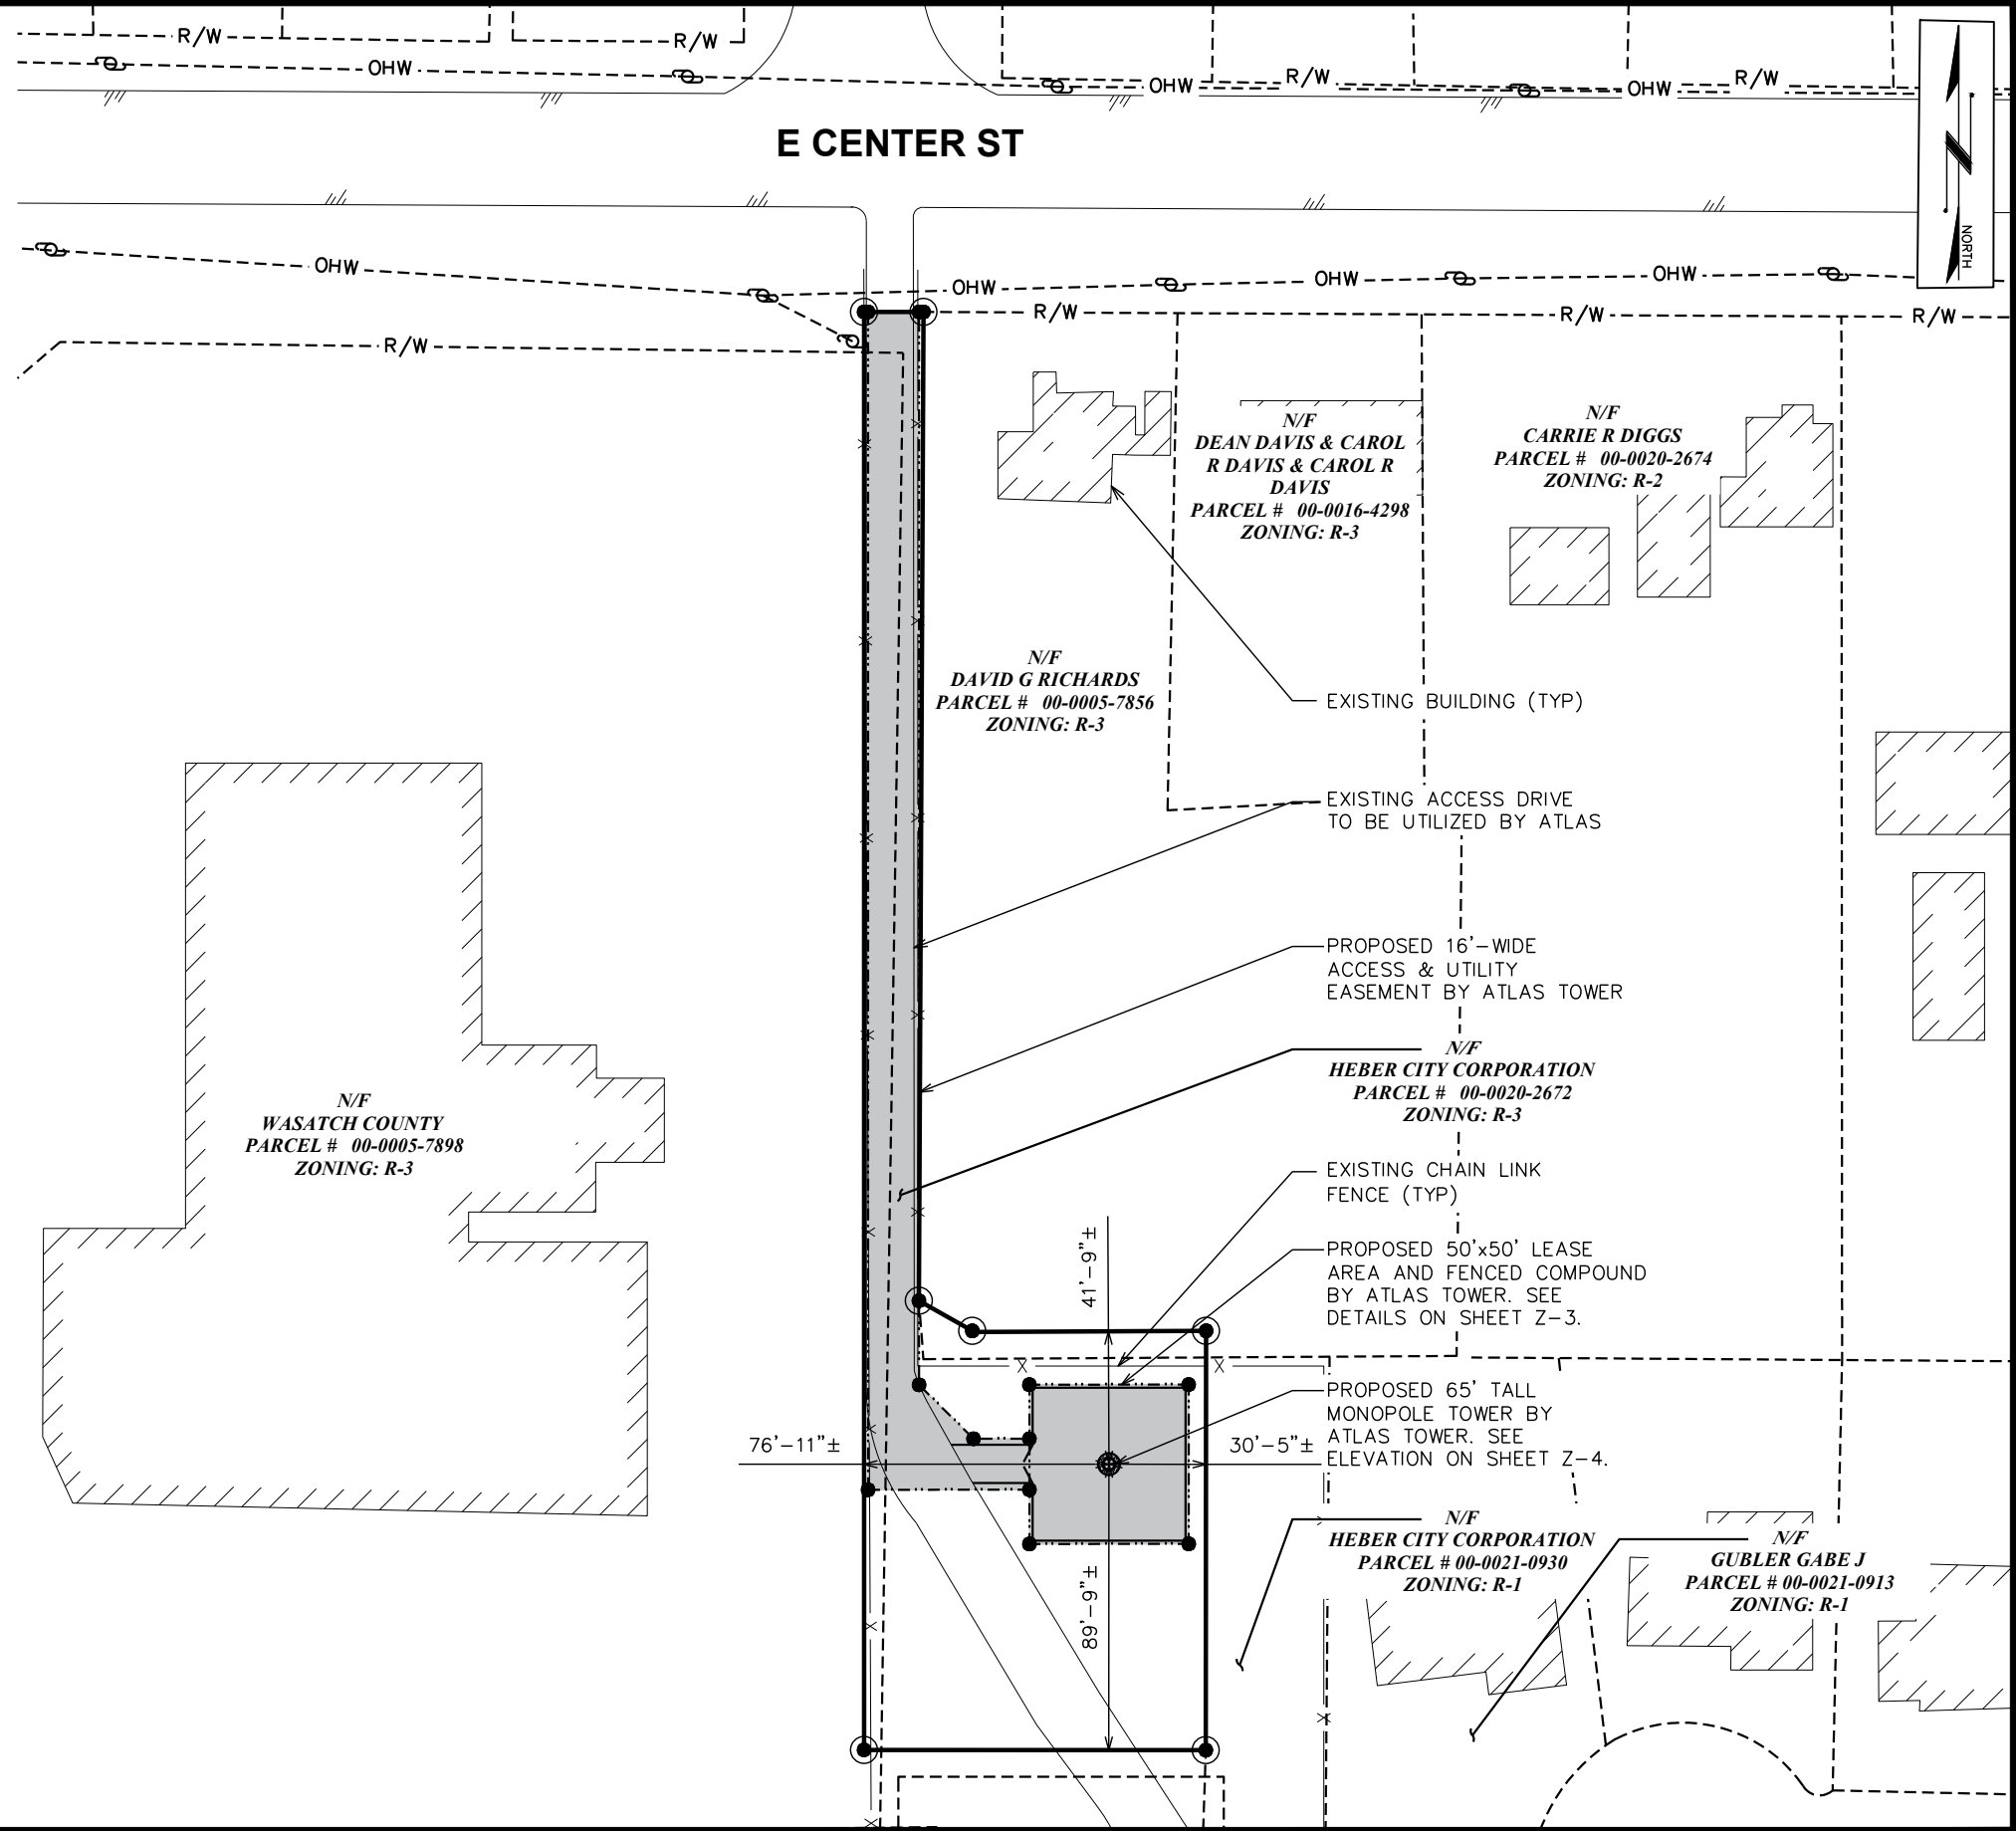 R/W
R/W
OHW
OHW
R/W
OHW
R/W
E CENTER ST
NORTH
OHW
OHW
OHW
OHW
R/W
R/W
R/W
R/W
N/F
DEAN DAVIS & CAROL
R DAVIS & CAROL R
DAVIS
PARCEL # 00-0016-4298
ZONING: R-3
N/F
CARRIE R DIGGS
PARCEL # 00-0020-2674
ZONING: R-2
N/F
DAVID G RICHARDS
PARCEL # 00-0005-7856
ZONING: R-3
EXISTING BUILDING (TYP)
EXISTING ACCESS DRIVE
TO BE UTILIZED BY ATLAS
PROPOSED 16'-WIDE
ACCESS & UTILITY
EASEMENT BY ATLAS TOWER
N/F
HEBER CITY CORPORATION
PARCEL # 00-0020-2672
ZONING: R-3
N/F
WASATCH COUNTY
PARCEL # 00-0005-7898
ZONING: R-3
EXISTING CHAIN LINK
FENCE (TYP)
41'-9"±
PROPOSED 50'x50' LEASE
AREA AND FENCED COMPOUND
BY ATLAS TOWER. SEE
DETAILS ON SHEET Z-3.
PROPOSED 65' TALL
MONOPOLE TOWER BY
ATLAS TOWER. SEE
ELEVATION ON SHEET Z-4.
76'-11"±
30'-5"±
89'-9"±
N/F
HEBER CITY CORPORATION
PARCEL # 00-0021-0930
ZONING: R-1
N/F
GUBLER GABE J
PARCEL # 00-0021-0913
ZONING: R-1